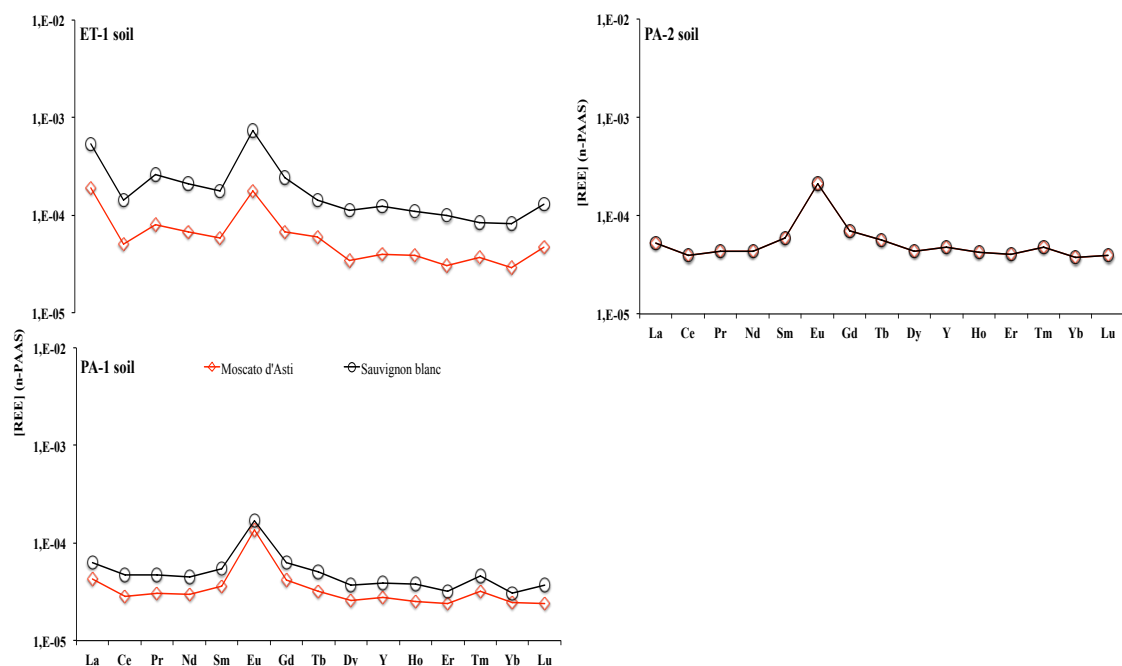 1,E-02
ET-1 soil
1,E-03
1,E-04
1,E-05
1,E-02
PA-2 soil
1,E-03
[REE] (n-PAAS)
1,E-04
1,E-05
La Ce Pr Nd Sm Eu Gd Tb Dy Y Ho Er Tm Yb Lu
[REE] (n-PAAS)
1,E-02
PA-1 soil
Moscato d'Asti
Sauvignon blanc
1,E-03
1,E-04
1,E-05
La Ce Pr Nd Sm Eu Gd Tb Dy Y Ho Er Tm Yb Lu